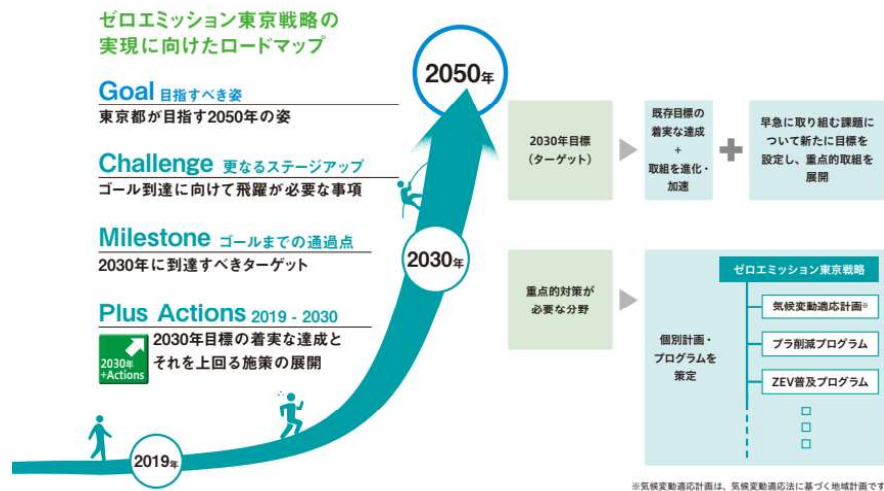 ゼロエミッション東京戦略の
実現に向けたロードマップ
Goal 目指すべき姿
東京都が目指す2050年の姿
Challenge 更なるステージアップ
ゴール到達に向けて飛躍が必要な事項
Milestone ゴールまでの通過点
2030年に到達すべきターゲット
Plus Actions 2019 - 2030
2030年目標の着実な達成と
それを上回る施策の展開
2030年
+Actions
2019年
2030年
2050年
2030年目標
(ターゲット)
既存目標の
着実な達成
+
取組を進化・
加速
早急に取り組む課題に
ついて新たに目標を
設定し、重点的取組を
展開
重点的対策が
必要な分野
個別計画・
プログラムを
策定
ゼロエミッション東京戦略
気候変動適応計画※
プラ削減プログラム
ZEV普及プログラム
※気候変動適応計画は、気候変動適応法に基づく地域計画です